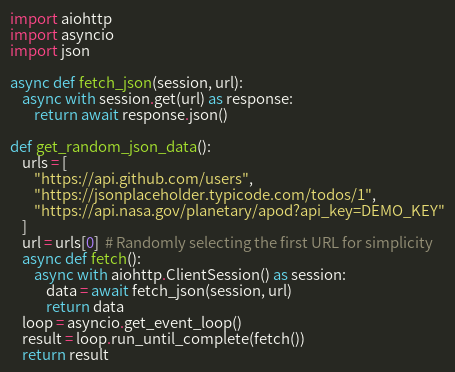 import aiohttp
import asyncio
import json

async def fetch_json(session, url):
    async with session.get(url) as response:
        return await response.json()

def get_random_json_data():
    urls = [
        "https://api.github.com/users",
        "https://jsonplaceholder.typicode.com/todos/1",
        "https://api.nasa.gov/planetary/apod?api_key=DEMO_KEY"
    ]
    url = urls[0]  # Randomly selecting the first URL for simplicity
    async def fetch():
        async with aiohttp.ClientSession() as session:
            data = await fetch_json(session, url)
            return data
    loop = asyncio.get_event_loop()
    result = loop.run_until_complete(fetch())
    return result